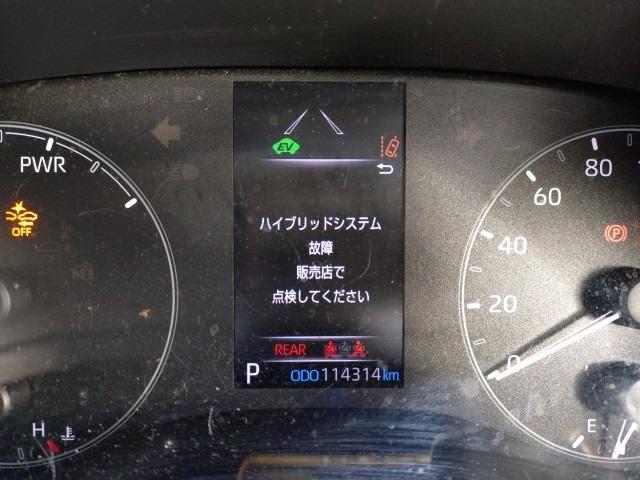 PWR
OFF
EV
ハイブリッドシステム
故障
販売店で
点検してください
REAR
P
ODO 114314 km
H
80
60
40
20
0
P
E